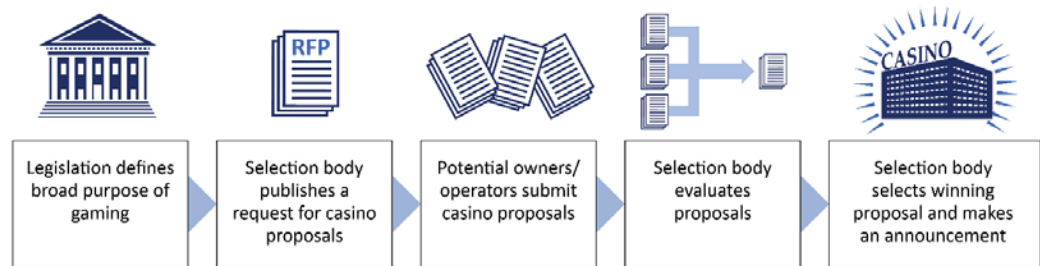 RFP
CASINO
Legislation defines
broad purpose of
gaming
Selection body
publishes a
request for casino
proposals
Potential owners/
operators submit
casino proposals
Selection body
evaluates
proposals
Selection body
selects winning
proposal and makes
an announcement